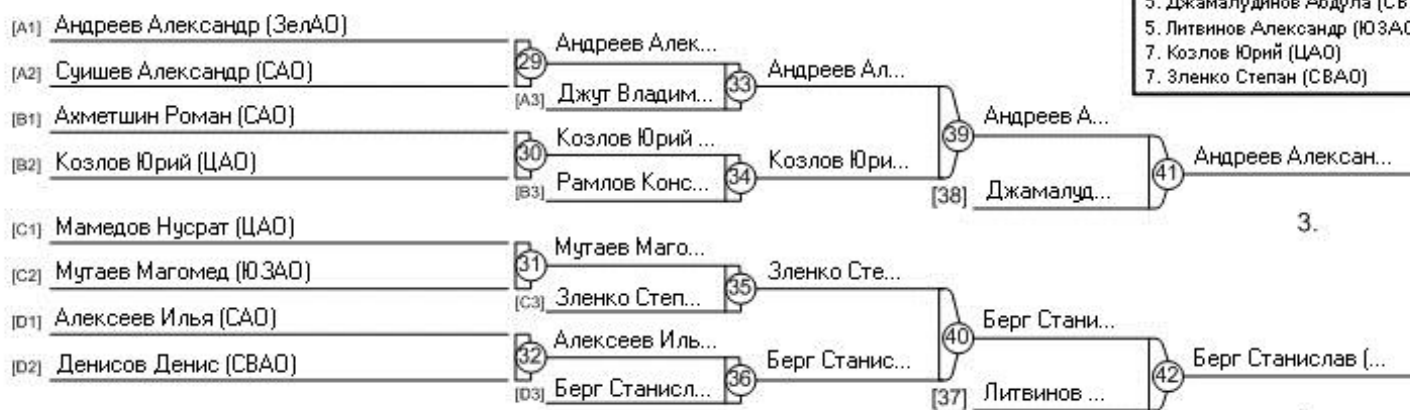 5. Джамалудинов Абдула (СВ
5. Литвинов Александр (ЮЗАО
7. Козлов Юрий (ЦАО)
7. Зленко Степан (СВАО)
[A1] Андреев Александр (ЗелАО)
[A2] Суишев Александр (САО)
[B1] Ахметшин Роман (САО)
[B2] Козлов Юрий (ЦАО)
[C1] Мамедов Нусрат (ЦАО)
[C2] Мутаев Магомед (ЮЗАО)
[D1] Алексеев Илья (САО)
[D2] Денисов Денис (СВАО)
29
Андреев Алек...
[A3] Джут Владим...
30
Козлов Юрий ...
[B3] Рамлов Конс...
31
Мутаев Маго...
[C3] Зленко Степ...
32
Алексеев Иль...
[D3] Берг Станисл...
33
Андреев Ал...
34
Козлов Юри...
35
Зленко Сте...
36
Берг Станис...
39
Андреев А...
[38] Джамалуд...
40
Берг Стани...
[37] Литвинов ...
41
Андреев Алексан...
3.
42
Берг Станислав (...